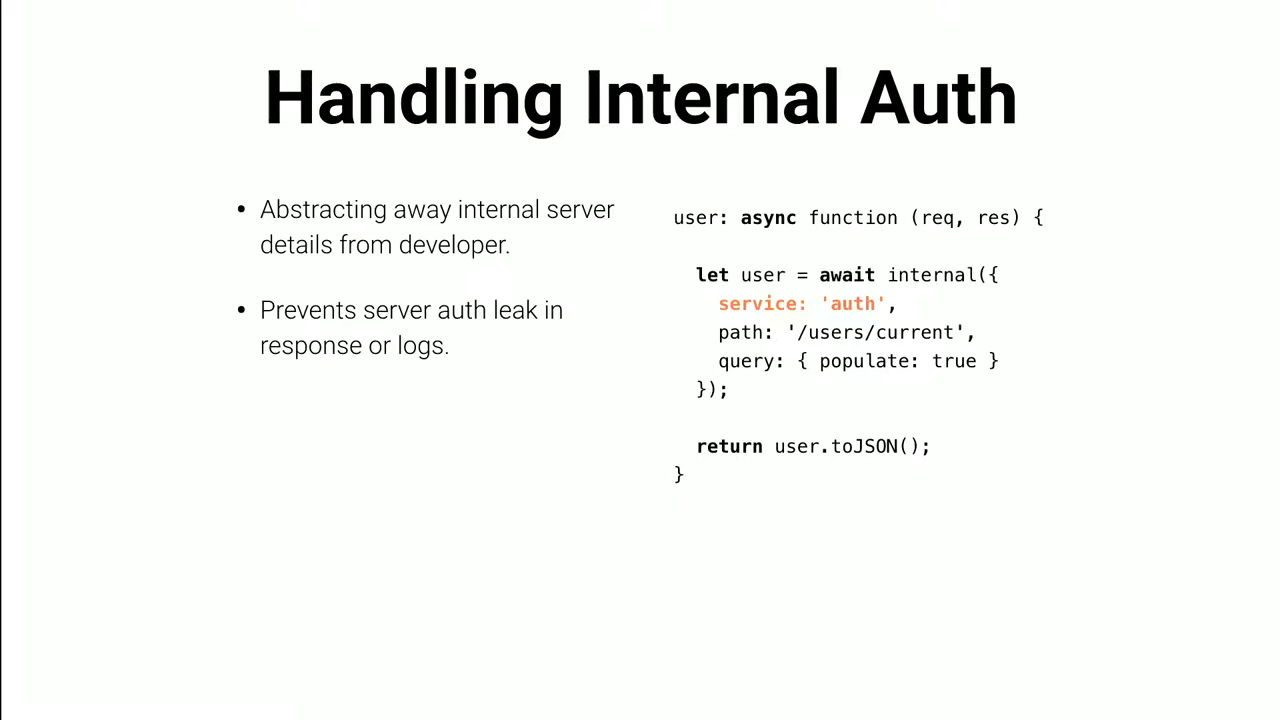 Handling Internal Auth
• Abstracting away internal server
details from developer.
• Prevents server auth leak in
response or logs.
user: async function (req, res) {
let user = await internal({
service: 'auth',
path: '/users/current',
query: { populate: true }
});
return user.toJSON();
}